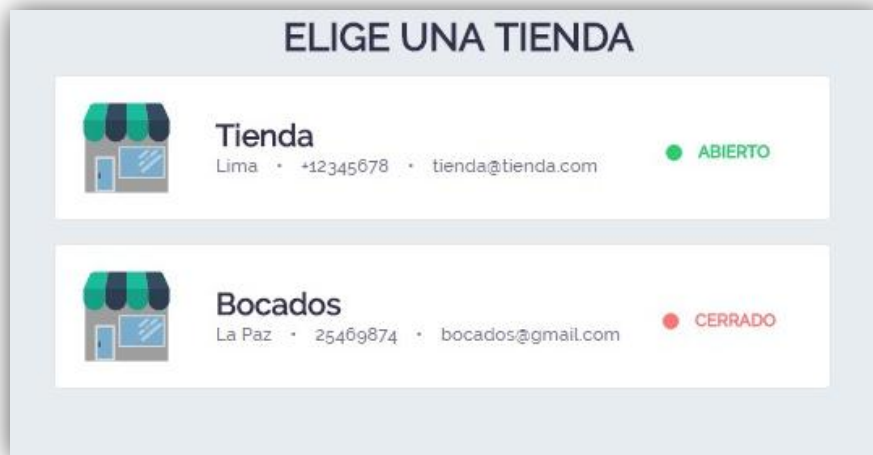 ELIGE UNA TIENDA
Tienda
Lima • +12345678 • tienda@tienda.com
ABIERTO
Bocados
La Paz • 25469874 • bocados@gmail.com
CERRADO